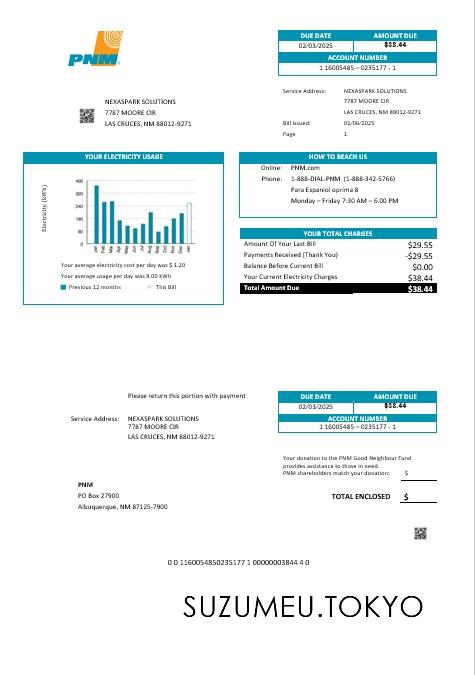 PNM
DUE DATE AMOUNT DUE
02/03/2025 $38.44
ACCOUNT NUMBER
1 16005485 – 0235177 - 1
NEXASPARK SOLUTIONS
7787 MOORE CIR
LAS CRUCES, NM 88012-9271
Service Address: NEXASPARK SOLUTIONS
7787 MOORE CIR
LAS CRUCES, NM 88012-9271
Bill Issued: 01/06/2025
Page 1
YOUR ELECTRICITY USAGE
Electricity (kWh)
400
320
240
160
80
0
Jan Feb Mar Apr May Jun Jul Aug Sep Oct Nov Dec Jan
Your average electricity cost per day was $ 1.20
Your average usage per day was 8.00 kWh
Previous 12 months This Bill
HOW TO REACH US
Online: PNM.com
Phone: 1-888-DIAL-PNM (1-888-342-5766)
Para Espaniol oprima 8
Monday – Friday 7:30 AM – 6.00 PM
YOUR TOTAL CHARGES
Amount Of Your Last Bill $29.55
Payments Received (Thank You) -$29.55
Balance Before Current Bill $0.00
Your Current Electricity Charges $38.44
Total Amount Due $38.44
Please return this portion with payment
Service Address: NEXASPARK SOLUTIONS
7787 MOORE CIR
LAS CRUCES, NM 88012-9271
DUE DATE AMOUNT DUE
02/03/2025 $38.44
ACCOUNT NUMBER
1 16005485 – 0235177 - 1
Your donation to the PNM Good Neighbour Fund
provides assistance to those in need.
PNM shareholders match your donation: $
PNM
PO Box 27900
Albuquerque, NM 87125-7900
TOTAL ENCLOSED $
0 0 1160054850235177 1 00000003844 4 0
SUZUMEU.TOKYO